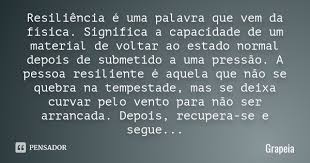 Resiliência é uma palavra que vem da
física. Significa a capacidade de um
material de voltar ao estado normal
depois de submetido a uma pressão. A
pessoa resiliente é aquela que não se
quebra na tempestade, mas se deixa
curvar pelo vento para não ser
arrancada. Depois, recupera-se e
segue...
PENSADOR
Grapeia